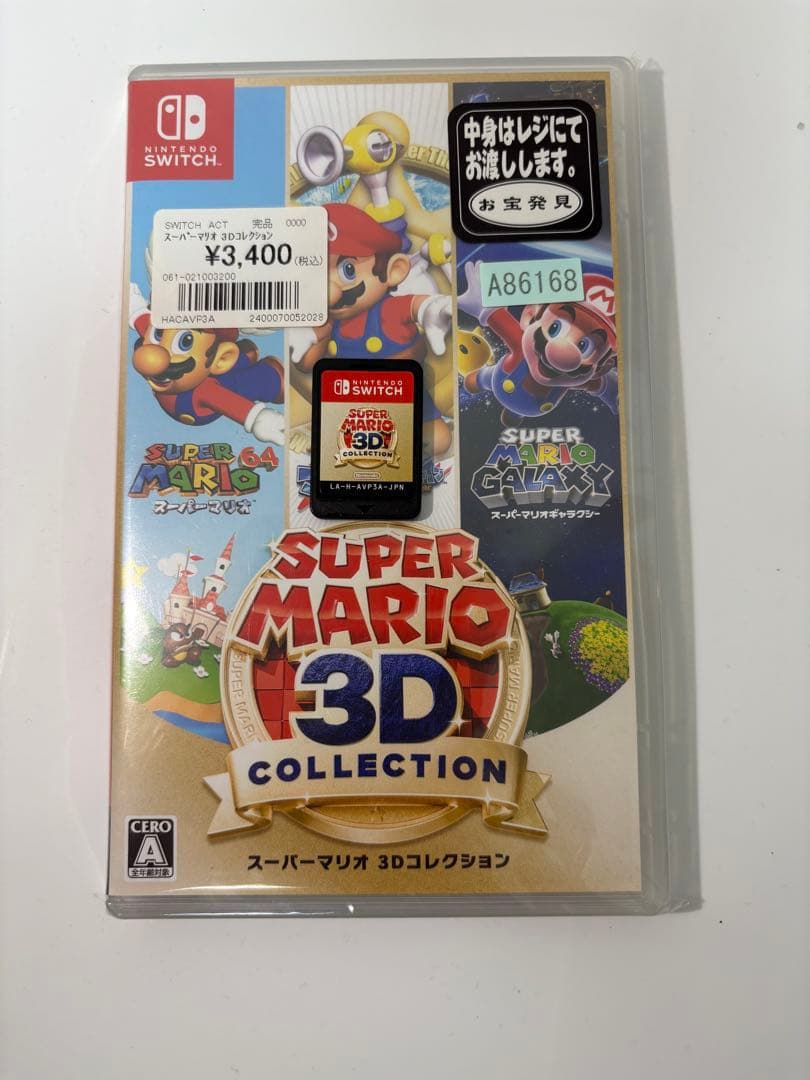 NINTENDO
SWITCH
中身はレジにて
お渡しします。
お宝発見
SWITCH ACT 完品 0000
スーパーマリオ 3Dコレクション
¥3,400(税込)
061-021003200
HACAVP3A 2400070052028
A86168
NINTENDO
SWITCH
SUPER
MARIO
3D
COLLECTION
Nintendo
LA-H-AVP3A-JPN
SUPER
MARIO 64
スーパーマリオ
SUPER
MARIO
GALAXY
スーパーマリオギャラクシー
SUPER
MARIO
3D
COLLECTION
SUPER MARIO
SUPER MARIO
スーパーマリオ 3Dコレクション
CERO
A
全年齢対象